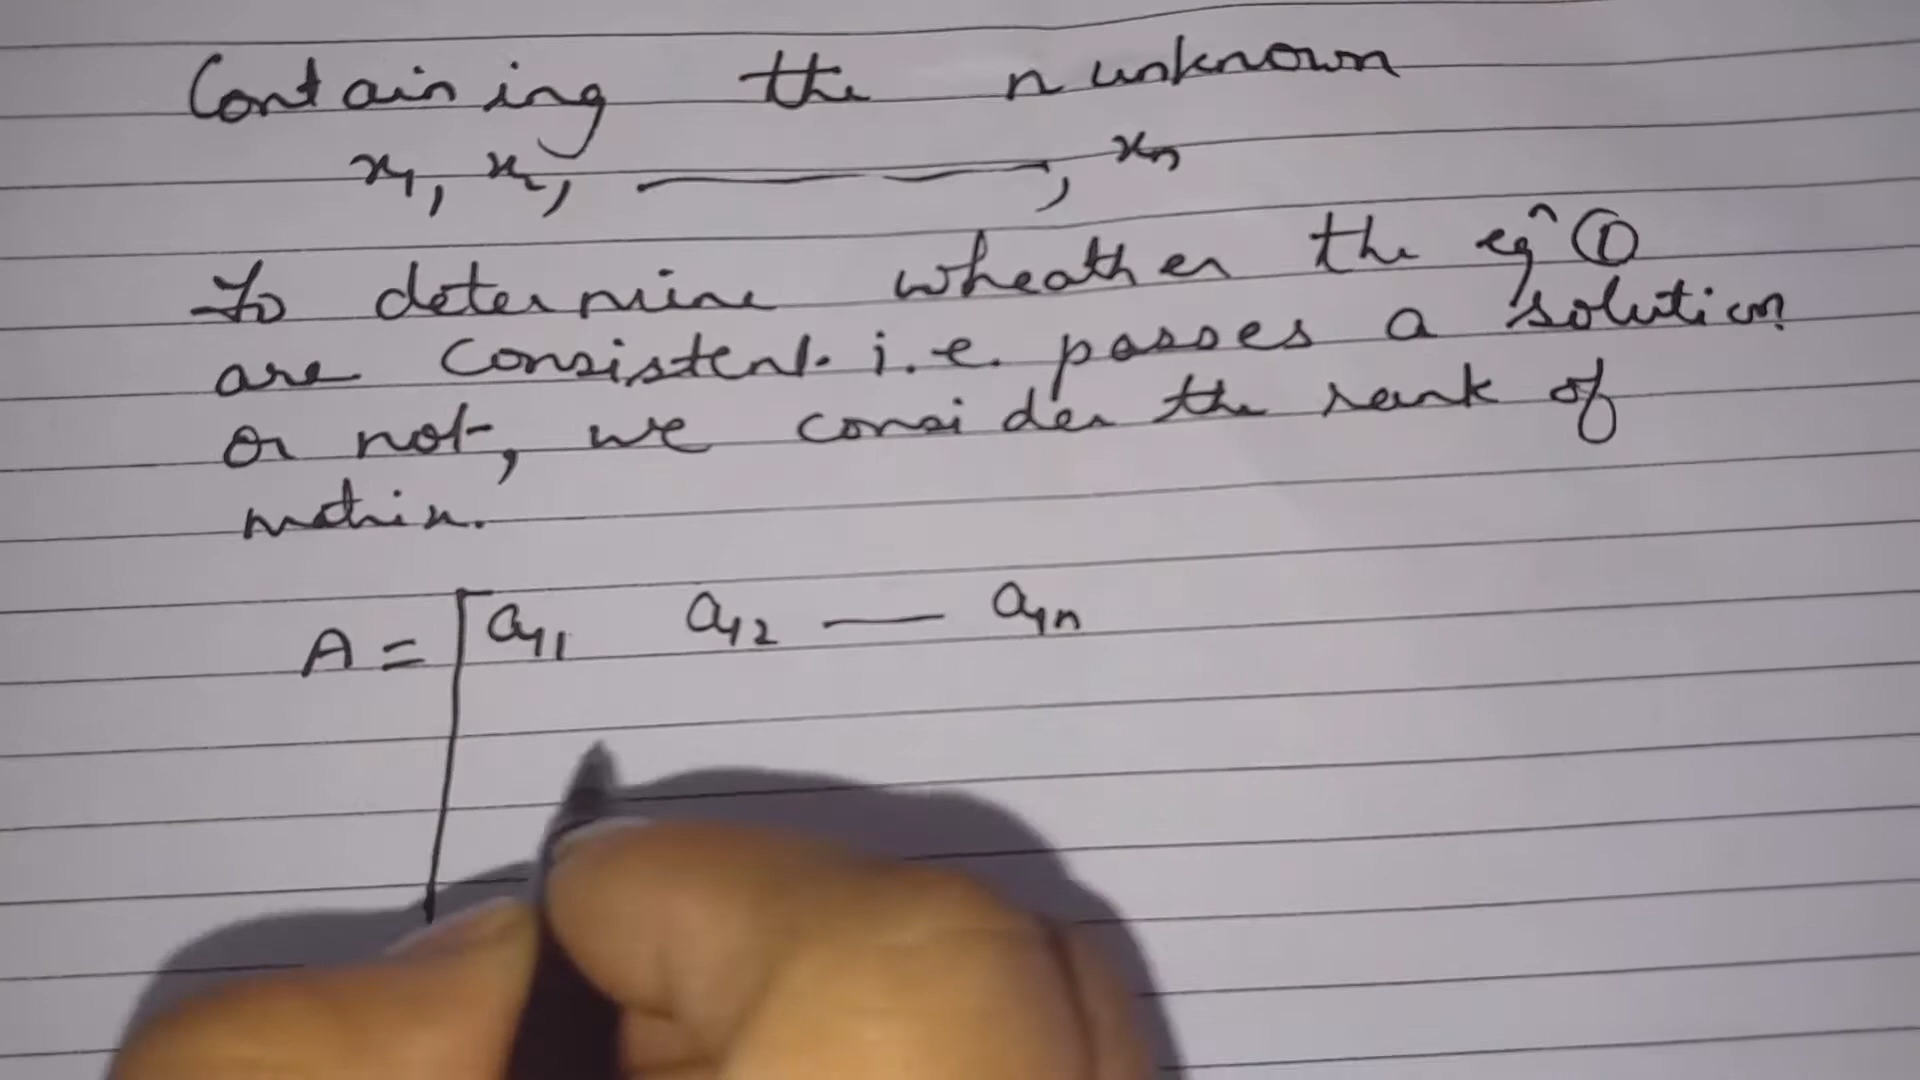 Containing the n unknown
x₁, x₂, ———, xₙ
To determine wheather the eqⁿ ①
are consistent. i.e. posses a solution
or not, we consider the rank of
matrix.
A = [a₁₁ a₁₂ — a₁ₙ